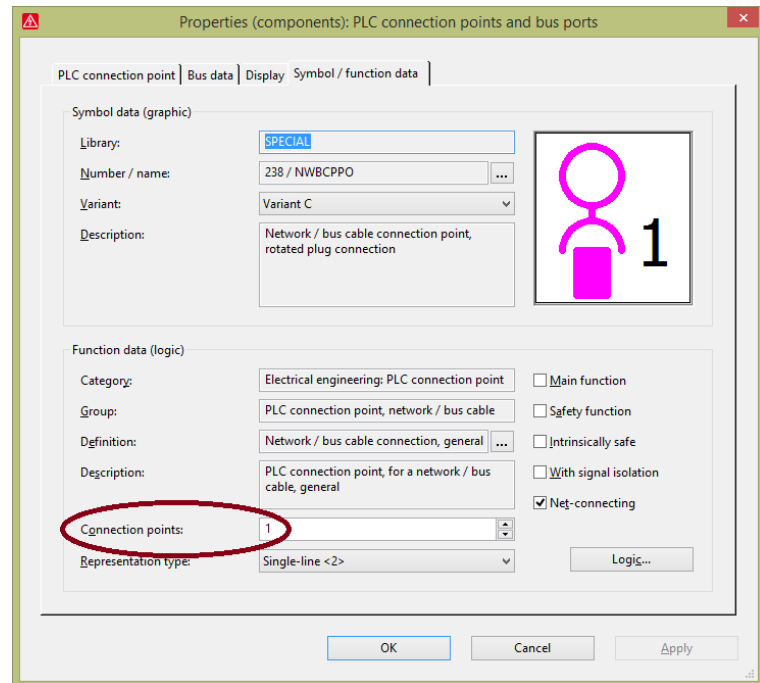 Properties (components): PLC connection points and bus ports
PLC connection point Bus data Display Symbol / function data
Symbol data (graphic)
Library: SPECIAL
Number / name: 238 / NWBCPPO ...
Variant: Variant C
Description: Network / bus cable connection point,
rotated plug connection
1
Function data (logic)
Category: Electrical engineering: PLC connection point Main function
Group: PLC connection point, network / bus cable Safety function
Definition: Network / bus cable connection, general ... Intrinsically safe
Description: PLC connection point, for a network / bus With signal isolation
cable, general
Net-connecting
Connection points: 1
Representation type: Single-line <2> Logic...
OK Cancel Apply